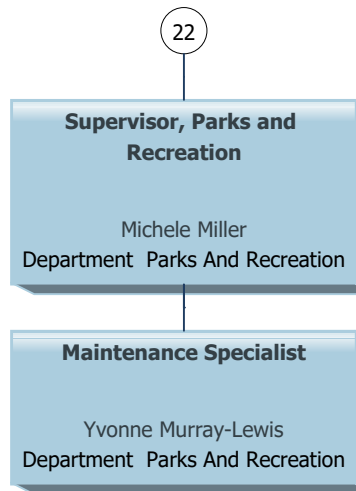 22
Supervisor, Parks and
Recreation
Michele Miller
Department  Parks And Recreation
Maintenance Specialist
Yvonne Murray-Lewis
Department  Parks And Recreation